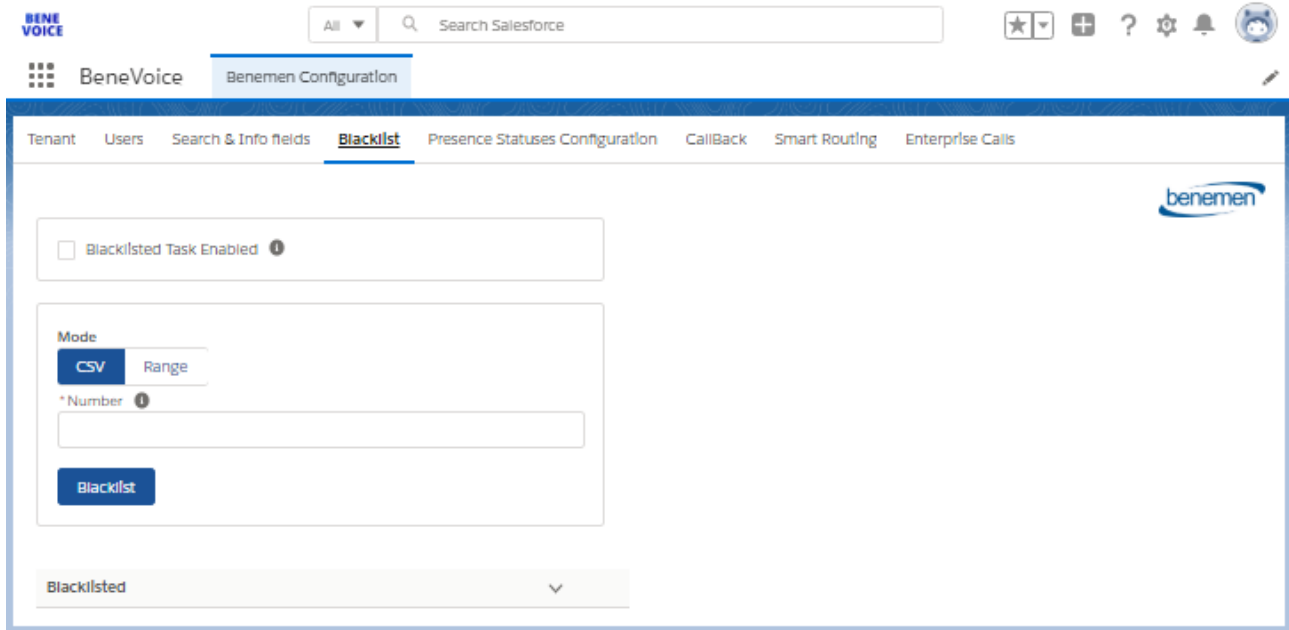 BENE
VOICE
All Search Salesforce
BeneVoice Benemen Configuration
Tenant Users Search & Info fields Blacklist Presence Statuses Configuration CallBack Smart Routing Enterprise Calls
benemen
Blacklisted Task Enabled
Mode
CSV Range
*Number
Blacklist
Blacklisted